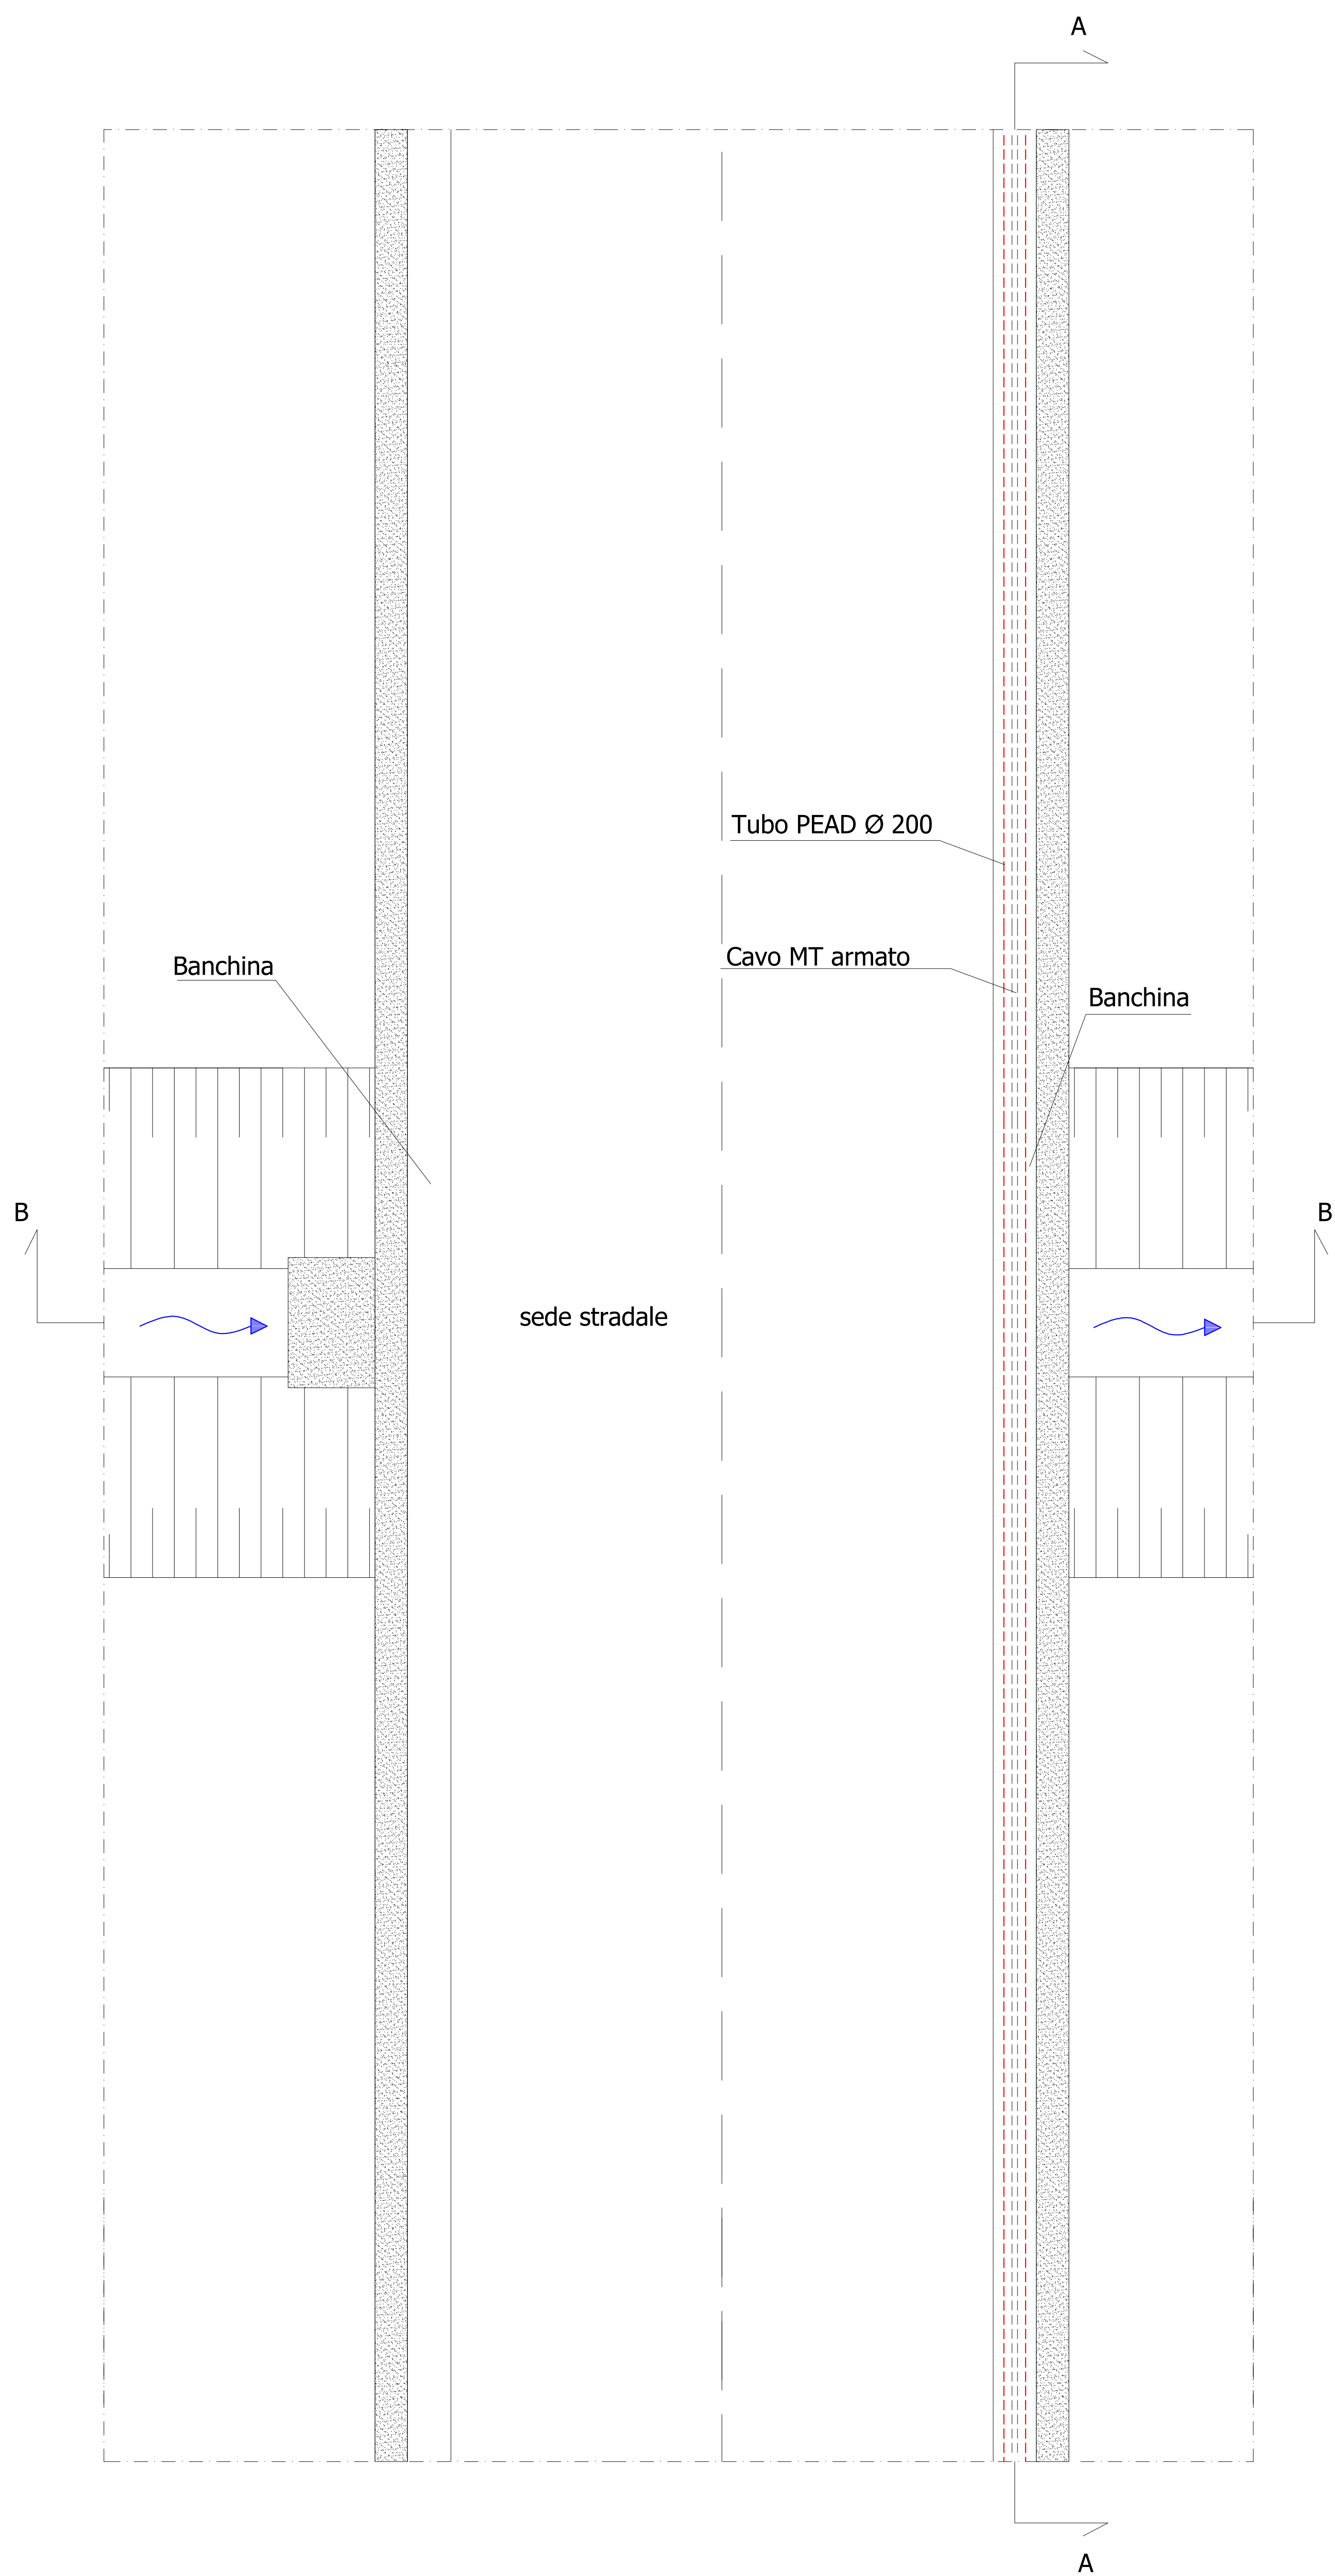 A
Tubo PEAD Ø 200
Cavo MT armato
Banchina
Banchina
B
B
sede stradale
A